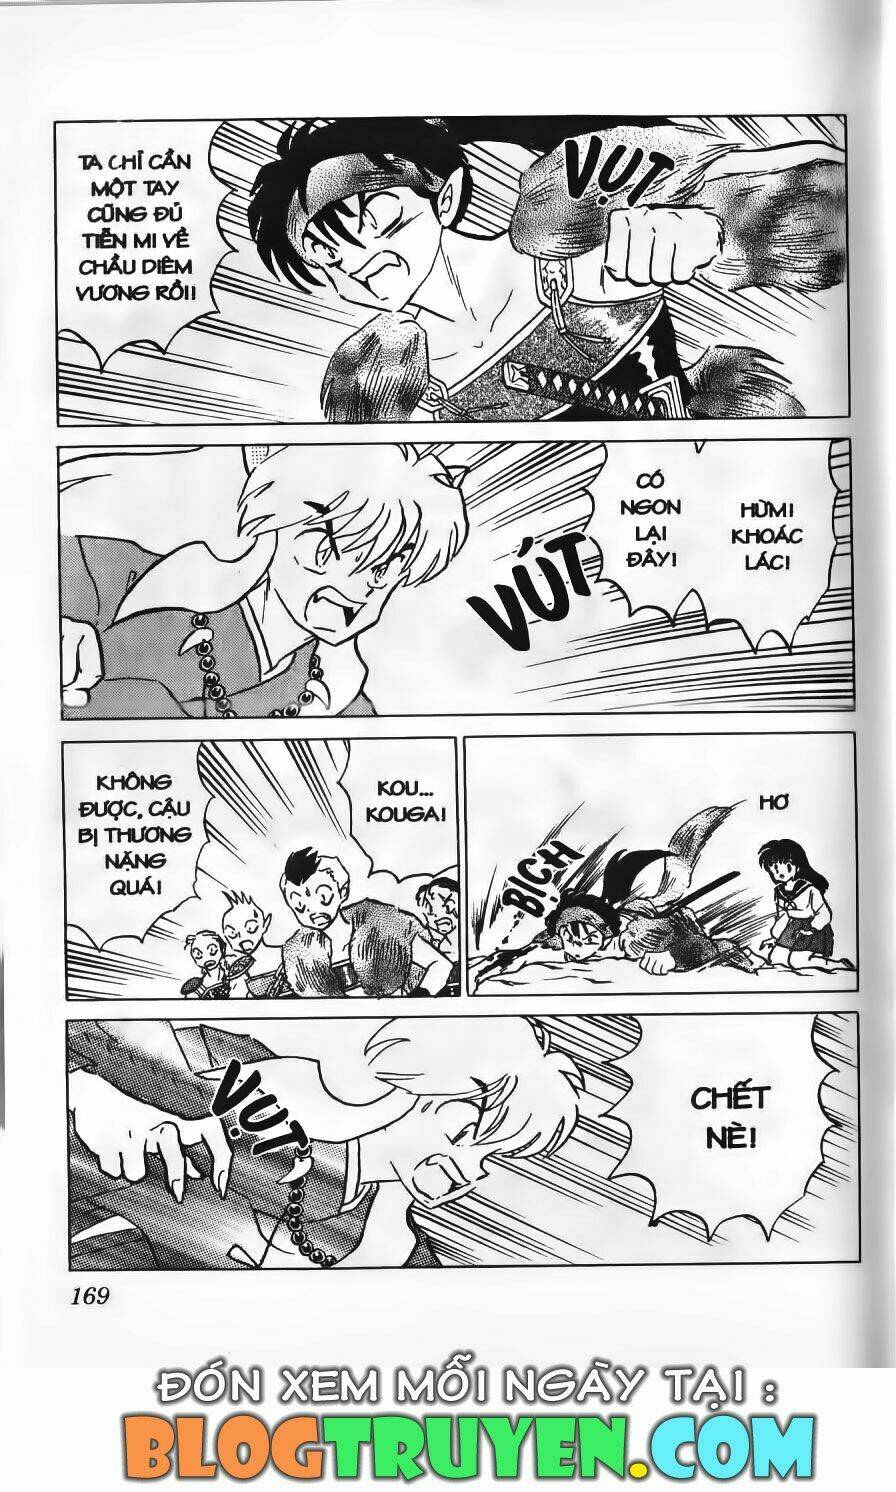 TA CHỈ CẦN
MỘT TAY
CŨNG ĐỦ
TIỄN MI VỀ
CHẦU DIÊM
VƯƠNG RỒI!
VỤT
HỪM!
KHOÁC
LÁC!
CÓ
NGON
LẠI
ĐÂY!
VÚT
HƠ
BỊCH
KOU...
KOUGA!
KHÔNG
ĐƯỢC, CẬU
BỊ THƯƠNG
NẶNG
QUÁ!
CHẾT
NÈ!
VỤT
169
ĐÓN XEM MỖI NGÀY TẠI :
BLOGTRUYEN.COM